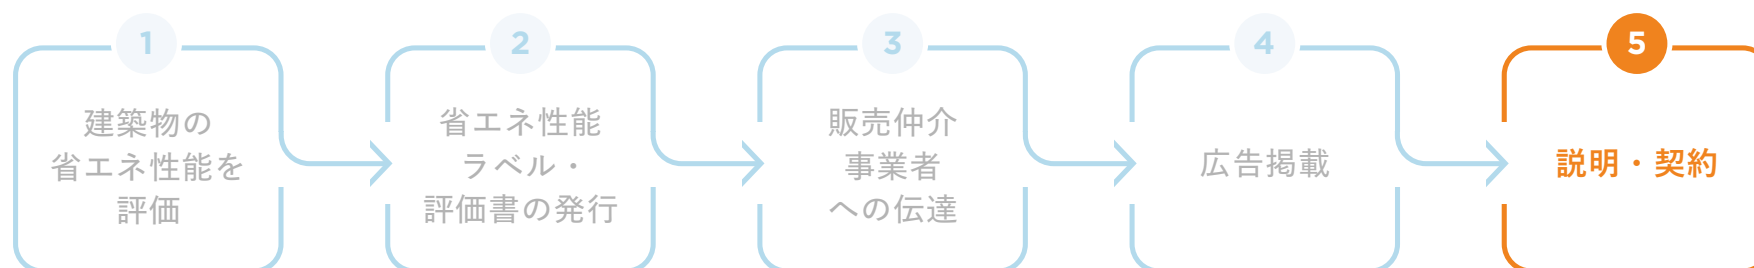 1
建築物の
省エネ性能を
評価
2
省エネ性能
ラベル・
評価書の発行
3
販売仲介
事業者
への伝達
4
広告掲載
5
説明・契約